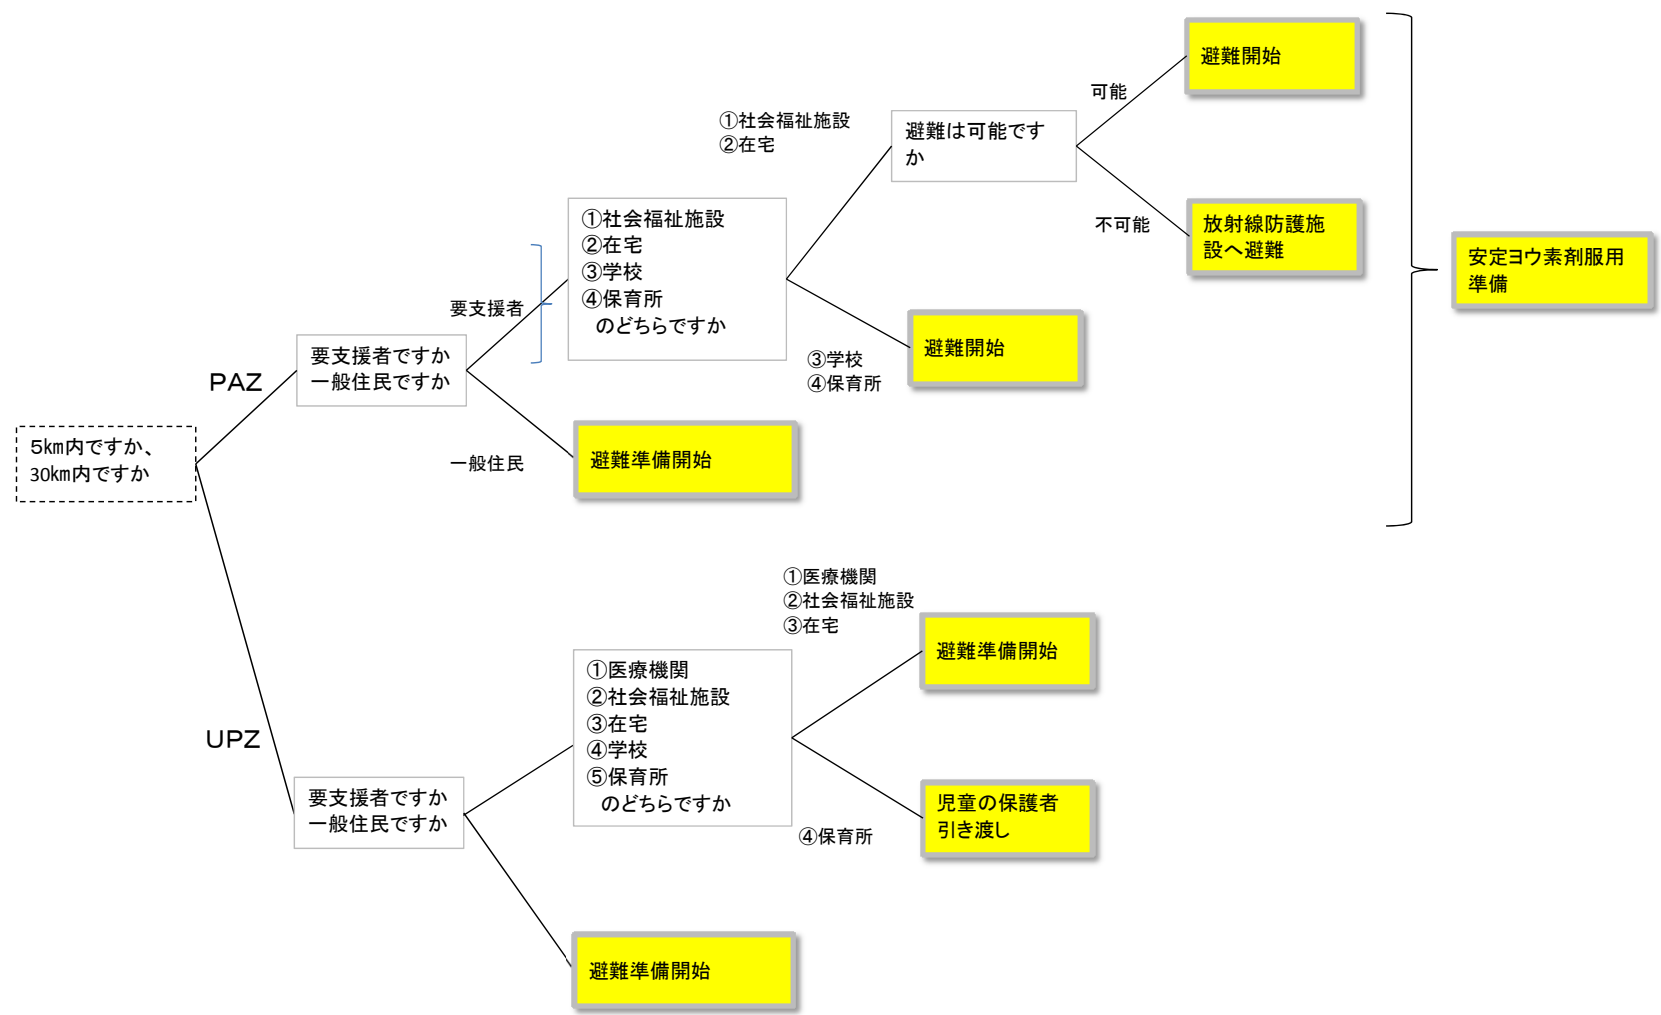 5km内ですか、
30km内ですか
PAZ
要支援者ですか
一般住民ですか
要支援者
①社会福祉施設
②在宅
③学校
④保育所
のどちらですか
①社会福祉施設
②在宅
避難は可能です
か
可能
避難開始
不可能
放射線防護施
設へ避難
③学校
④保育所
避難開始
一般住民
避難準備開始
安定ヨウ素剤服用
準備
UPZ
要支援者ですか
一般住民ですか
①医療機関
②社会福祉施設
③在宅
④学校
⑤保育所
のどちらですか
①医療機関
②社会福祉施設
③在宅
避難準備開始
④保育所
児童の保護者
引き渡し
避難準備開始